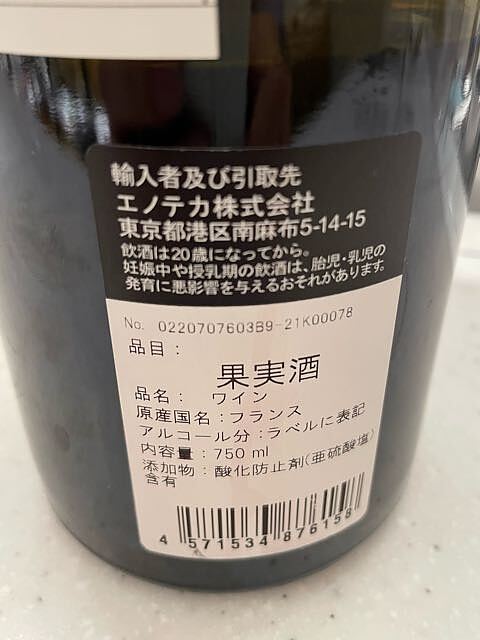 輸入者及び引取先
エノテカ株式会社
東京都港区南麻布5-14-15
飲酒は20歳になってから。
妊娠中や授乳期の飲酒は、胎児・乳児の
発育に悪影響を与えるおそれがあります。
No: 0220707603B9-21K00078
品目：
果実酒
品名： ワイン
原産国名：フランス
アルコール分：ラベルに表記
内容量：750 ml
添加物：酸化防止剤(亜硫酸塩)
含有
4 571534 876158